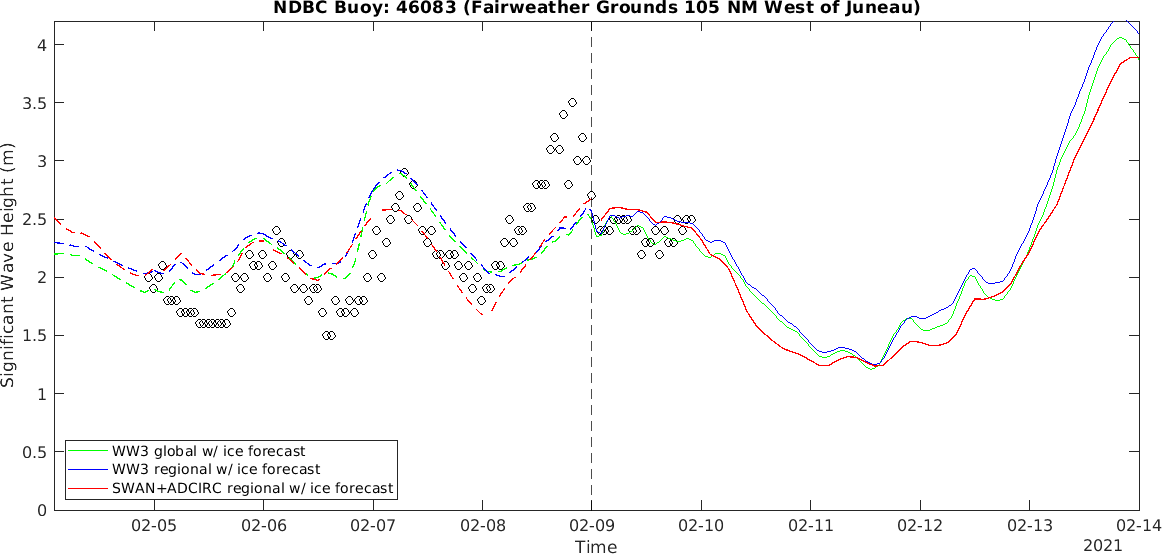 NDBC Buoy: 46083 (Fairweather Grounds 105 NM West of Juneau)
Significant Wave Height (m)
4
3.5
3
2.5
2
1.5
1
0.5
0
WW3 global w/ ice forecast
WW3 regional w/ ice forecast
SWAN+ADCIRC regional w/ ice forecast
02-05 02-06 02-07 02-08 02-09 02-10 02-11 02-12 02-13 02-14
Time
2021